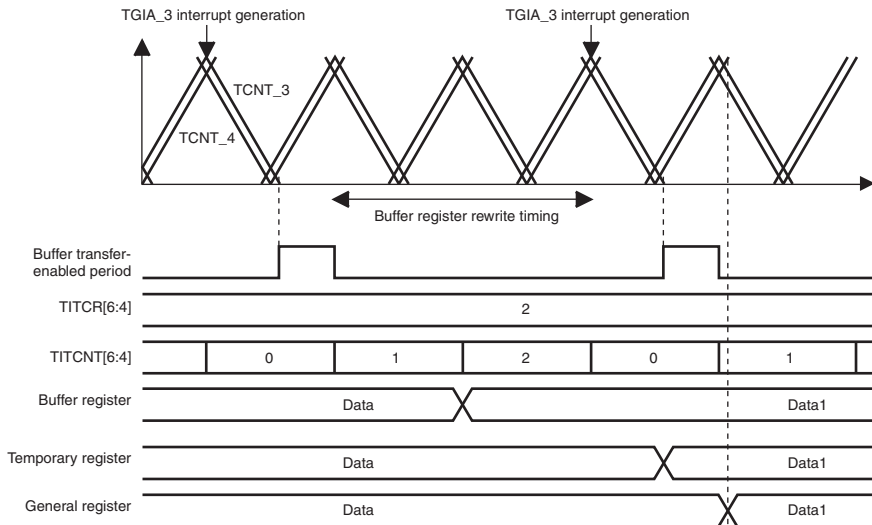 TGIA_3 interrupt generation
TGIA_3 interrupt generation
TCNT_3
TCNT_4
Buffer register rewrite timing
Buffer transfer-
enabled period
TITCR[6:4]
2
TITCNT[6:4]
0
1
2
0
1
Buffer register
Data
Data1
Temporary register
Data
Data1
General register
Data
Data1